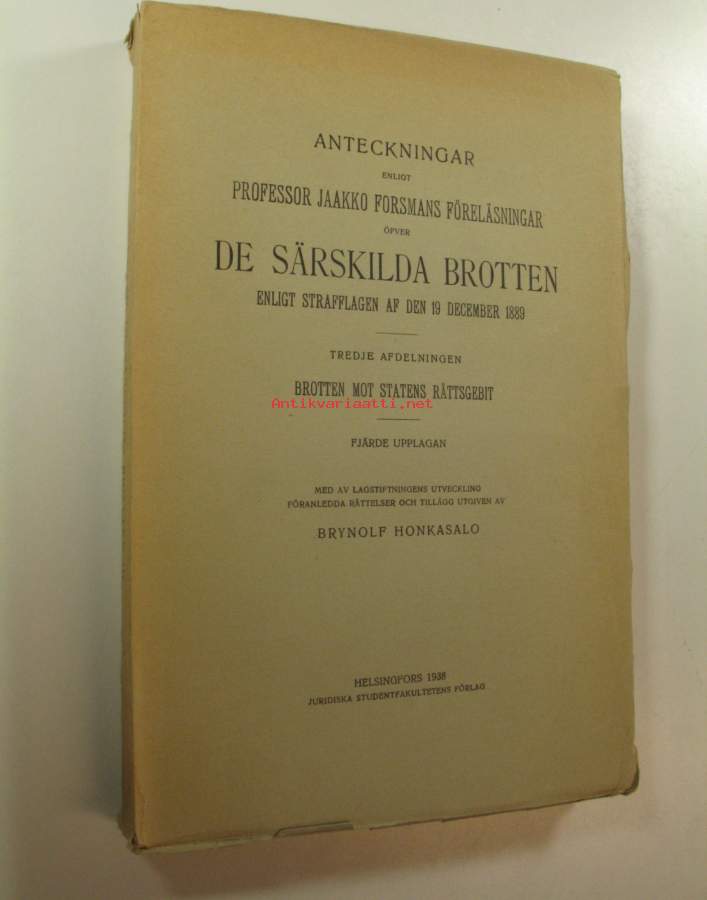 ANTECKNINGAR
ENLIGT
PROFESSOR JAAKKO FORSMANS FÖRELÄSNINGAR
ÖFVER
DE SÄRSKILDA BROTTEN
ENLIGT STRAFFLAGEN AF DEN 19 DECEMBER 1889
TREDJE AFDELNINGEN
BROTTEN MOT STATENS RÄTTSGEBIT
Antikvariaatti.net
FJÄRDE UPPLAGAN
MED AV LAGSTIFTNINGENS UTVECKLING
FÖRANLEDDA RÄTTELSER OCH TILLÄGG UTGIVEN AV
BRYNOLF HONKASALO
HELSINGFORS 1938
JURIDISKA STUDENTFAKULTETENS FÖRLAG